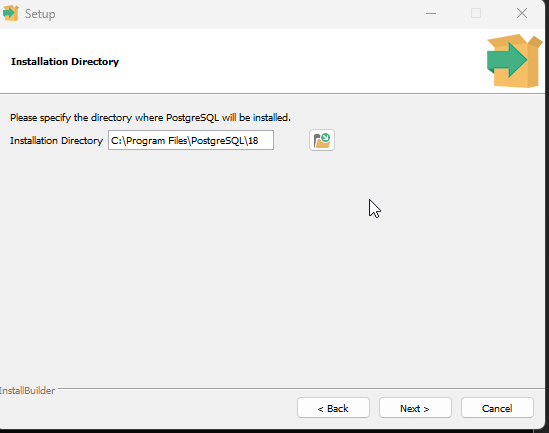 Setup
Installation Directory
Please specify the directory where PostgreSQL will be installed.
Installation Directory C:\Program Files\PostgreSQL\18
InstallBuilder
< Back Next > Cancel